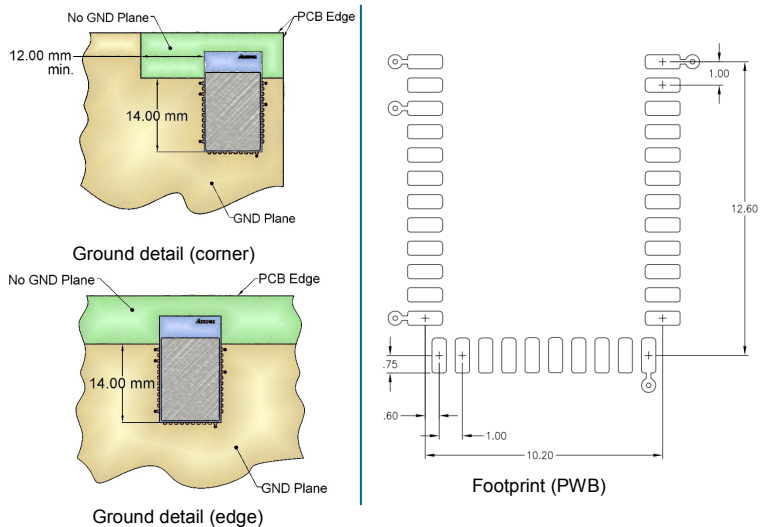 No GND Plane
PCB Edge
12.00 mm
min.
14.00 mm
GND Plane
Ground detail (corner)
No GND Plane
PCB Edge
14.00 mm
GND Plane
Ground detail (edge)
1.00
12.60
.75
.60
1.00
10.20
Footprint (PWB)